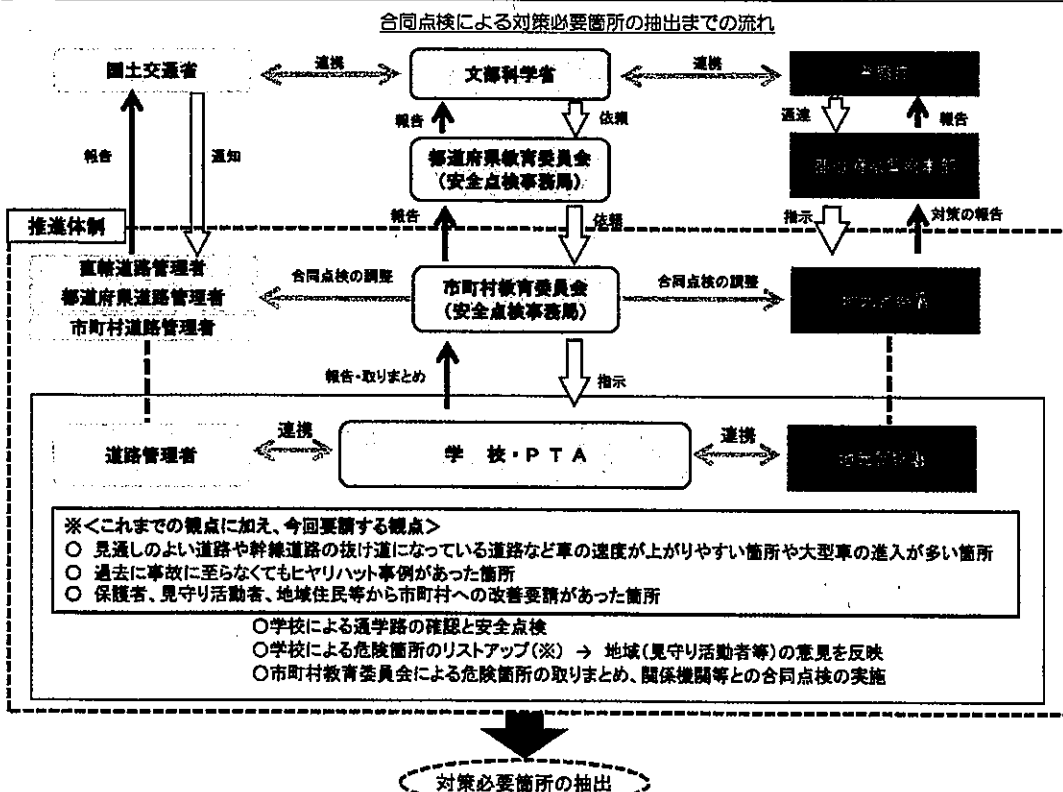 合同点検による対策必要箇所の抽出までの流れ
国土交通省
連携
文部科学省
連携
報告
通知
報告
依頼
通達
報告
都道府県教育委員会
(安全点検事務局)
推進体制
報告
依頼
指示
対策の報告
直轄道路管理者
都道府県道路管理者
市町村道路管理者
合同点検の調整
市町村教育委員会
(安全点検事務局)
合同点検の調整
報告・取りまとめ
指示
道路管理者
連携
学 校・PTA
連携
※<これまでの観点に加え、今回要請する観点>
○ 見通しのよい道路や幹線道路の抜け道になっている道路など車の速度が上がりやすい箇所や大型車の進入が多い箇所
○ 過去に事故に至らなくてもヒヤリハット事例があった箇所
○ 保護者、見守り活動者、地域住民等から市町村への改善要請があった箇所
○学校による通学路の確認と安全点検
○学校による危険箇所のリストアップ(※) → 地域(見守り活動者等)の意見を反映
○市町村教育委員会による危険箇所の取りまとめ、関係機関等との合同点検の実施
対策必要箇所の抽出